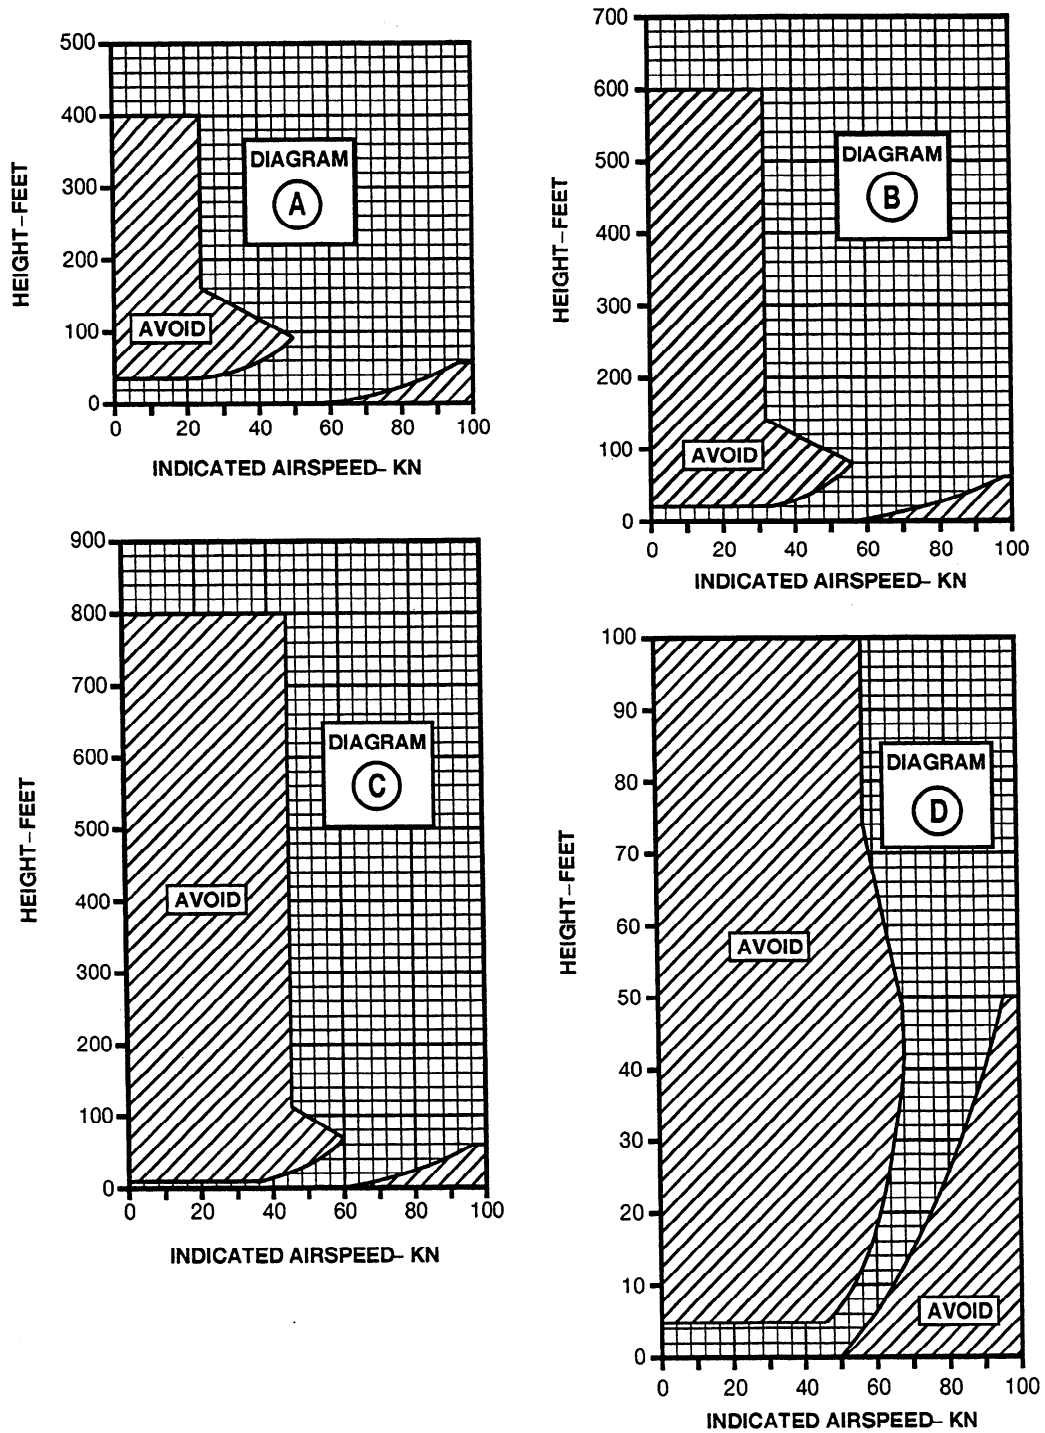 500
400
300
200
100
0
HEIGHT–FEET
DIAGRAM
A
AVOID
0 20 40 60 80 100
INDICATED AIRSPEED– KN
700
600
500
400
300
200
100
0
HEIGHT–FEET
DIAGRAM
B
AVOID
0 20 40 60 80 100
INDICATED AIRSPEED– KN
900
800
700
600
500
400
300
200
100
0
HEIGHT–FEET
DIAGRAM
C
AVOID
0 20 40 60 80 100
INDICATED AIRSPEED– KN
100
90
80
70
60
50
40
30
20
10
0
HEIGHT–FEET
DIAGRAM
D
AVOID
AVOID
0 20 40 60 80 100
INDICATED AIRSPEED– KN